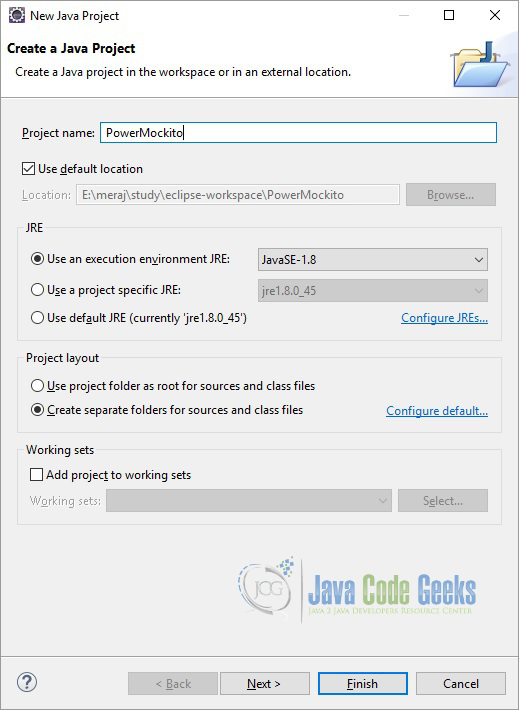 New Java Project
Create a Java Project
Create a Java project in the workspace or in an external location.
Project name: PowerMockito
Use default location
Location: E:\meraj\study\eclipse-workspace\PowerMockito Browse...
JRE
Use an execution environment JRE: JavaSE-1.8
Use a project specific JRE: jre1.8.0_45
Use default JRE (currently 'jre1.8.0_45') Configure JREs...
Project layout
Use project folder as root for sources and class files
Create separate folders for sources and class files Configure default...
Working sets
Add project to working sets
Working sets: Select...
JCG Java Code Geeks
JAVA 2 JAVA DEVELOPERS RESOURCE CENTER
? < Back Next > Finish Cancel